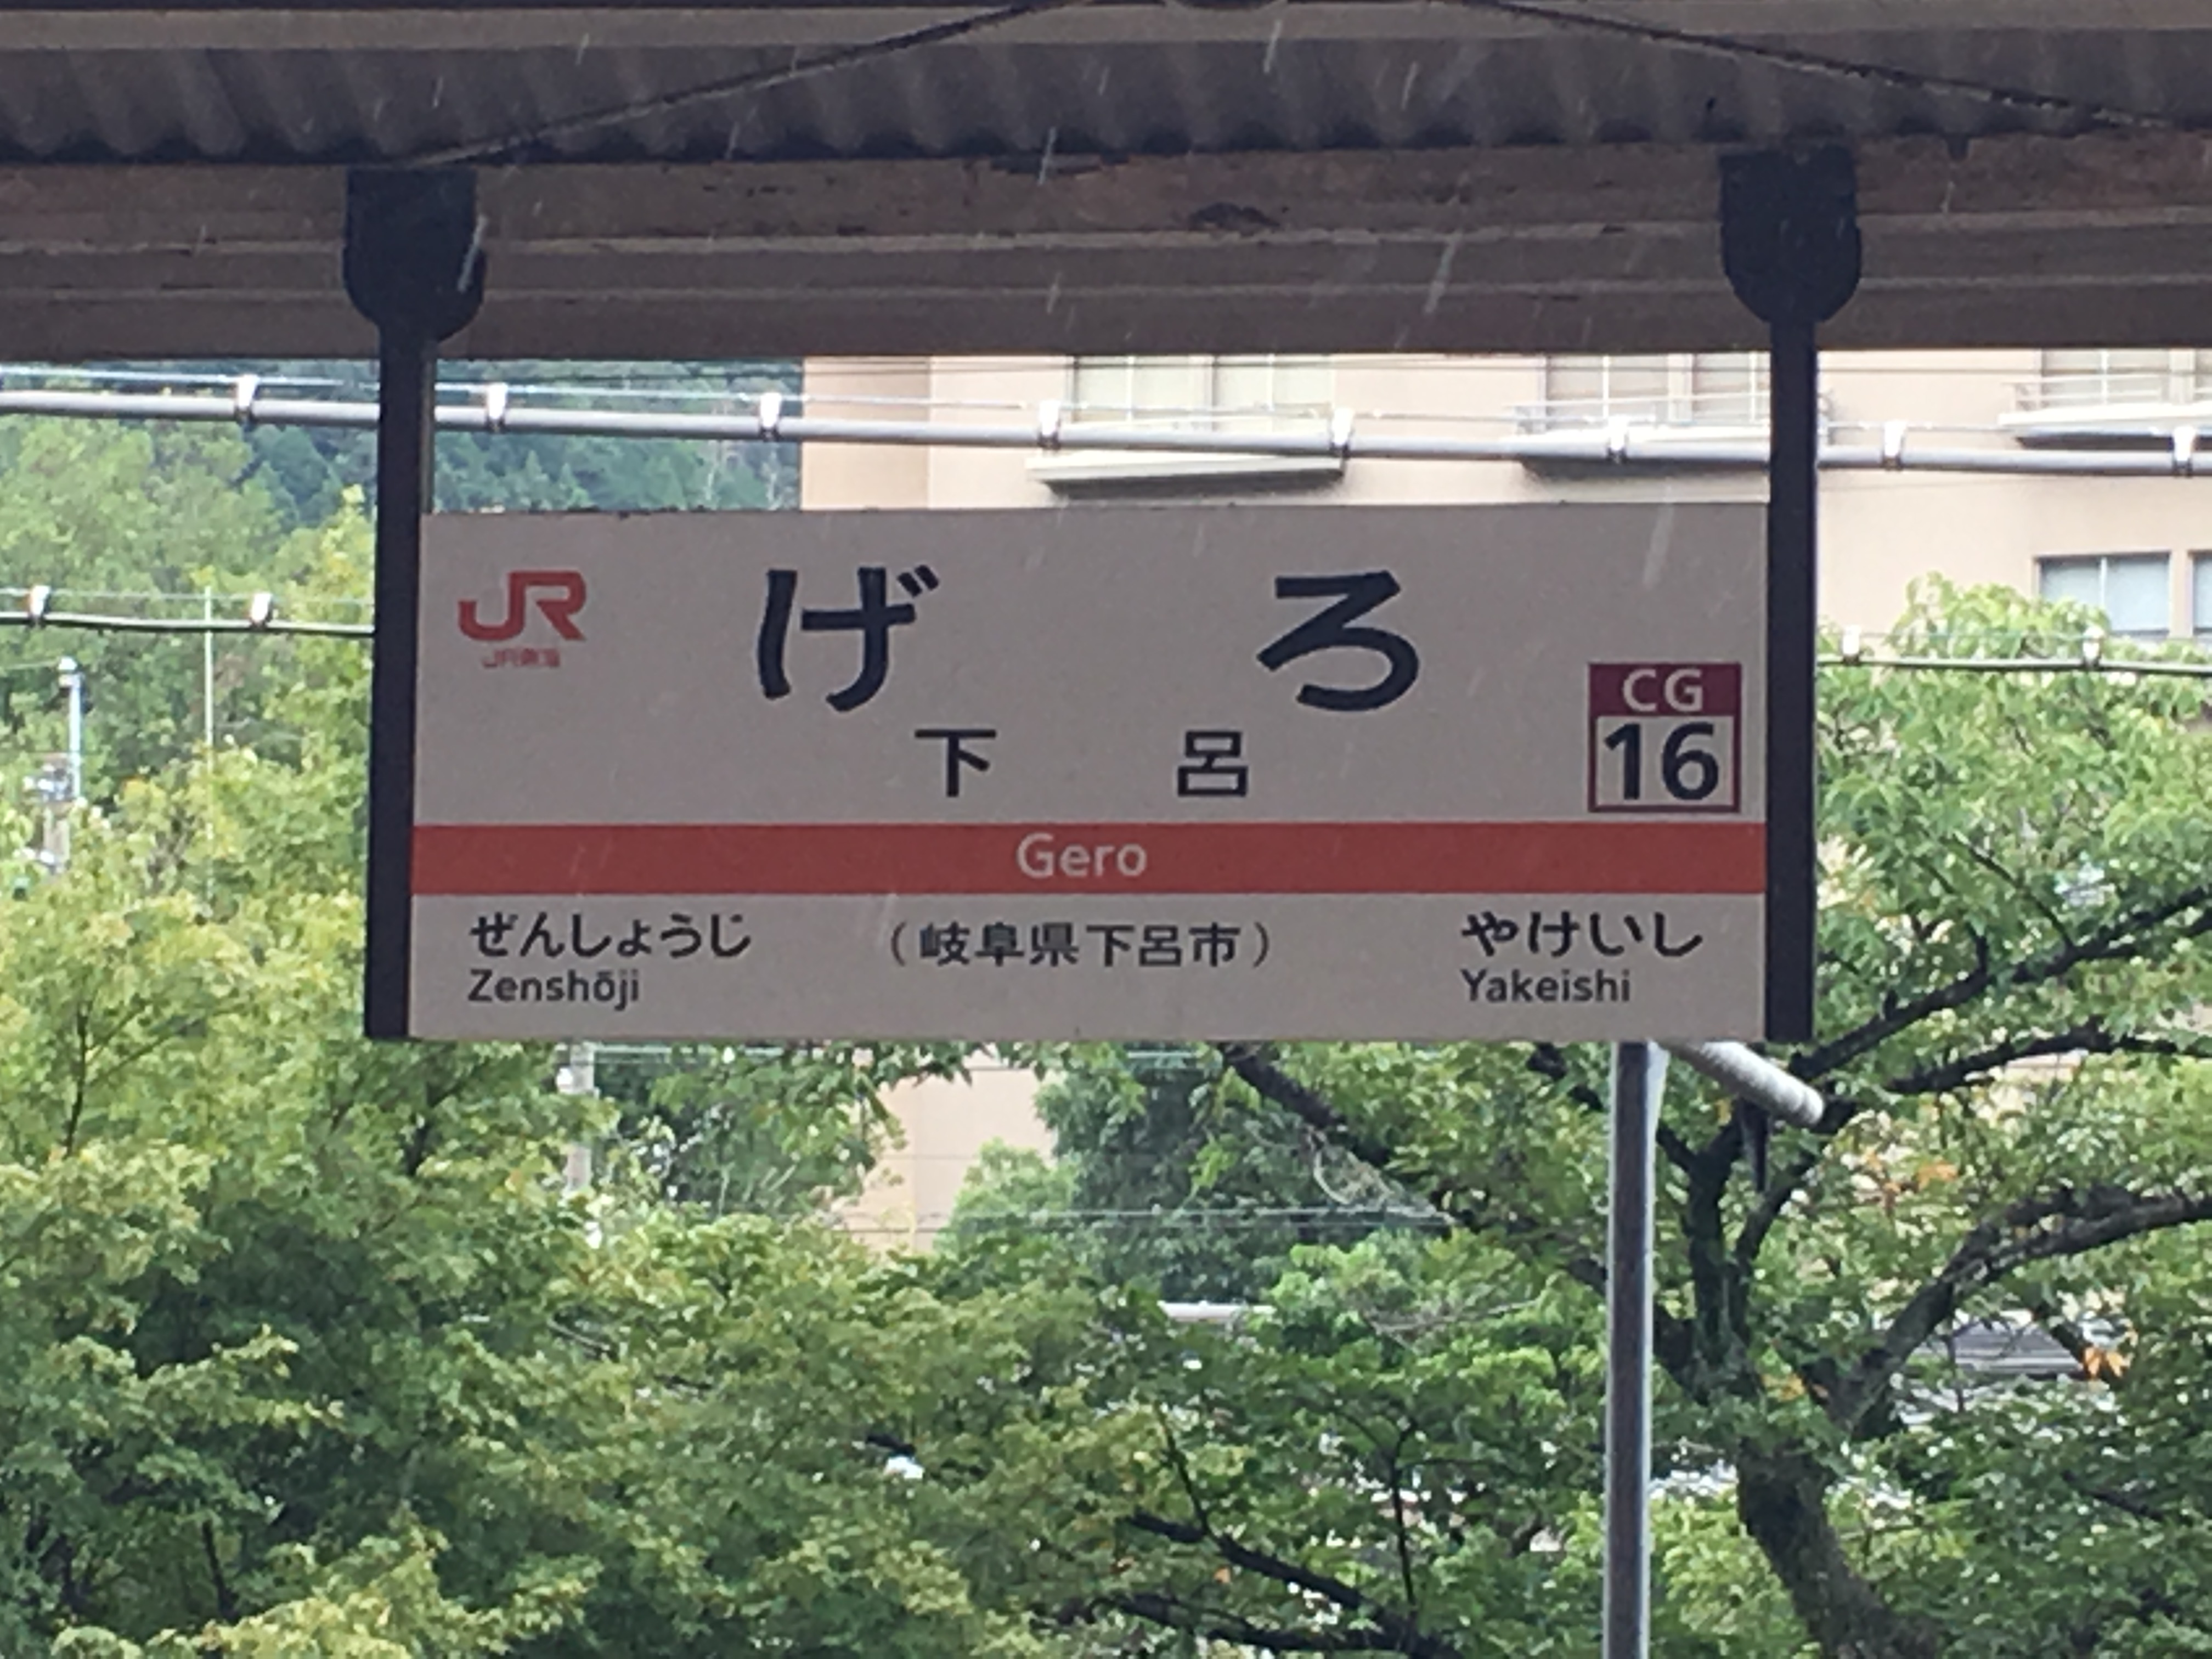 JR
JR東海
げろ
下呂
CG
16
Gero
ぜんしょうじ
Zenshōji
（岐阜県下呂市）
やけいし
Yakeishi